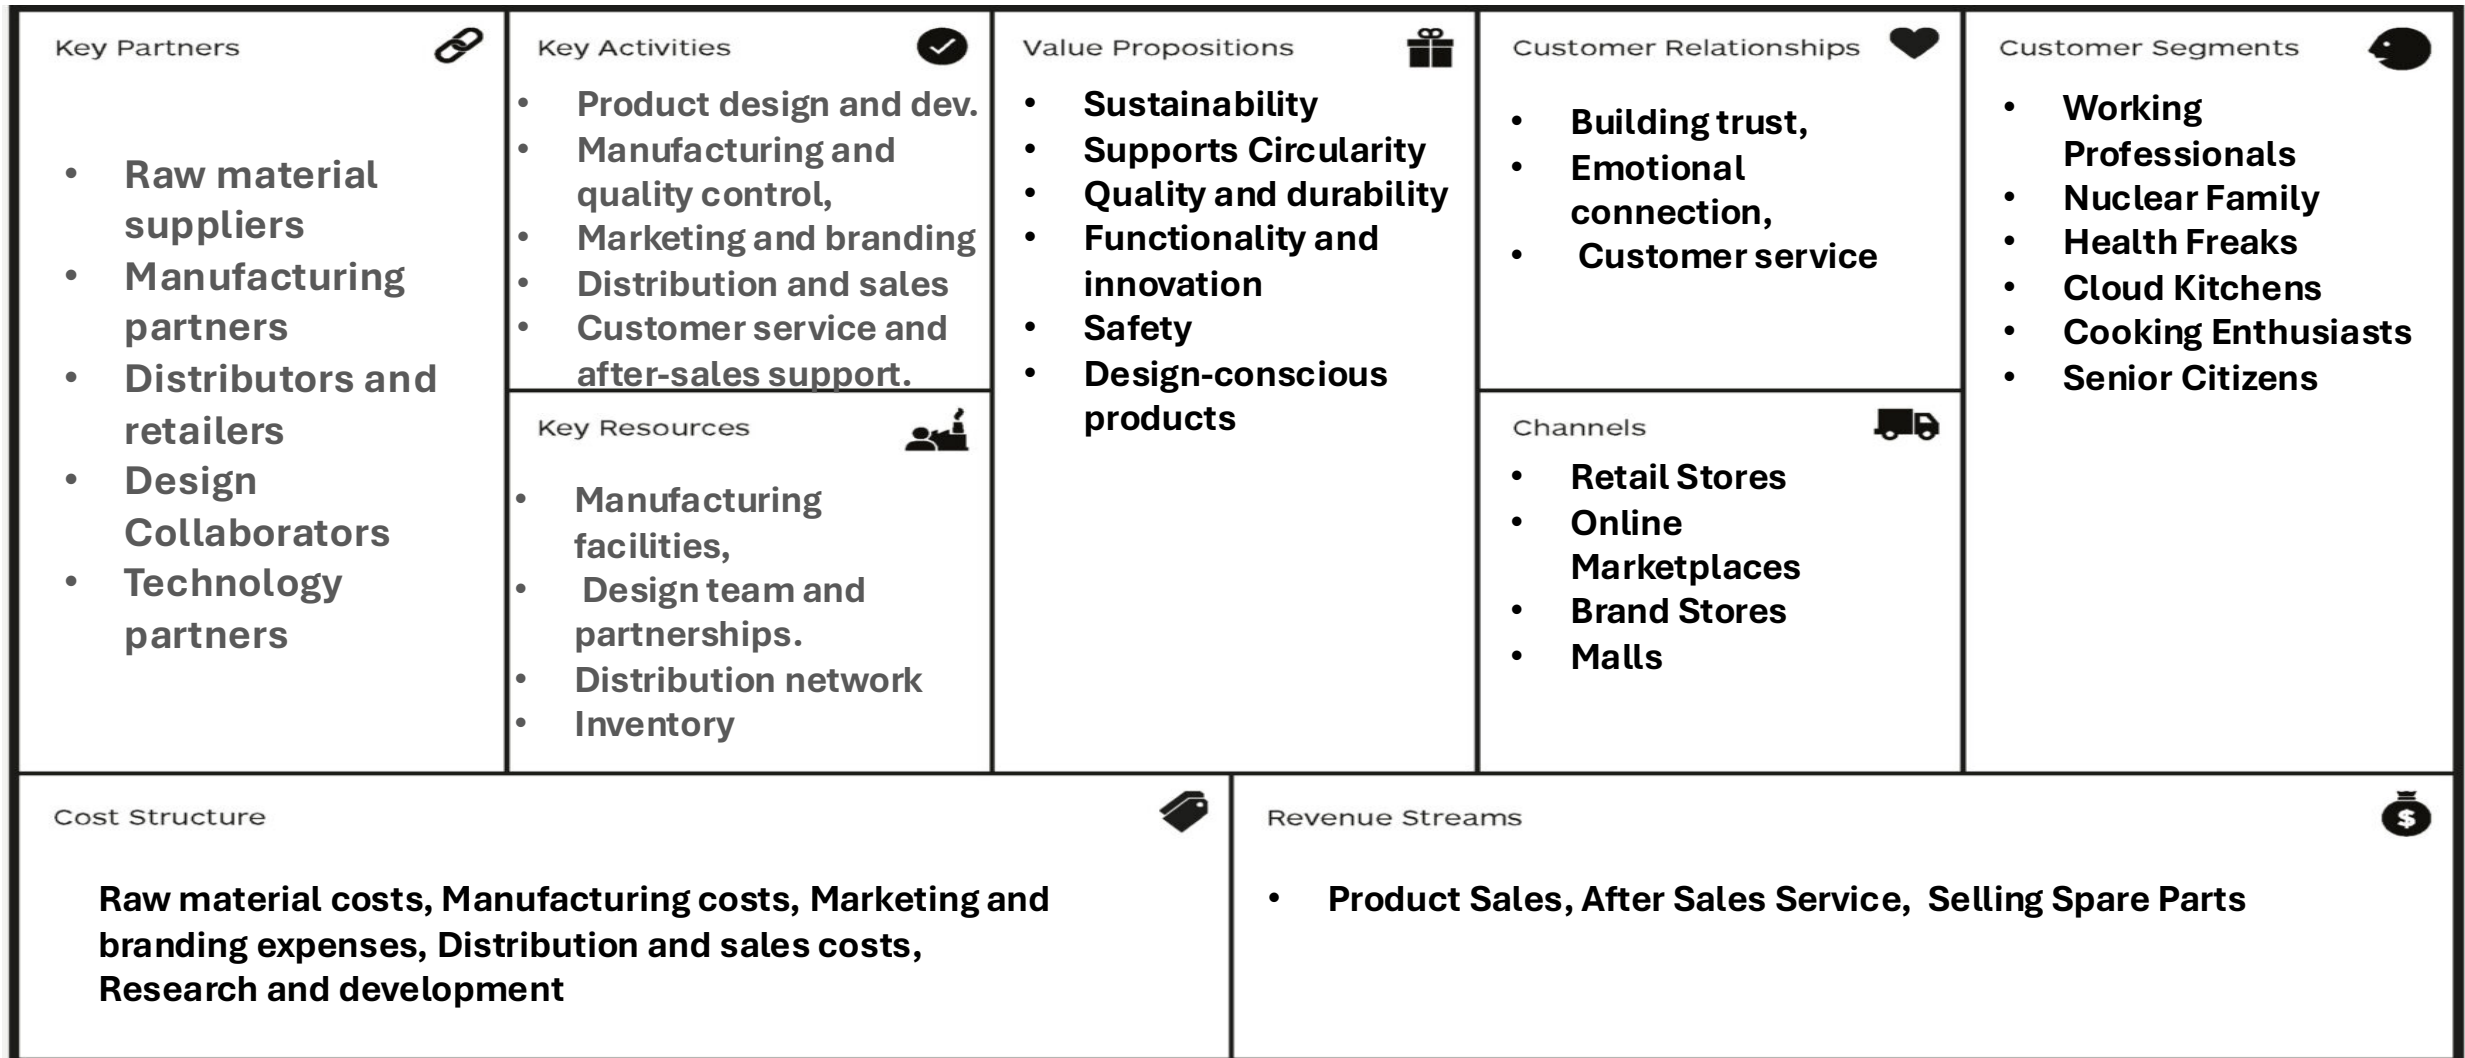 Key Partners
• Raw material
suppliers
• Manufacturing
partners
• Distributors and
retailers
• Design
Collaborators
• Technology
partners
Key Activities
• Product design and dev.
• Manufacturing and
quality control,
• Marketing and branding
• Distribution and sales
• Customer service and
after-sales support.
Key Resources
• Manufacturing
facilities,
• Design team and
partnerships.
• Distribution network
• Inventory
Value Propositions
• Sustainability
• Supports Circularity
• Quality and durability
• Functionality and
innovation
• Safety
• Design-conscious
products
Customer Relationships
• Building trust,
• Emotional
connection,
• Customer service
Channels
• Retail Stores
• Online
Marketplaces
• Brand Stores
• Malls
Customer Segments
• Working
Professionals
• Nuclear Family
• Health Freaks
• Cloud Kitchens
• Cooking Enthusiasts
• Senior Citizens
Cost Structure
Raw material costs, Manufacturing costs, Marketing and
branding expenses, Distribution and sales costs,
Research and development
Revenue Streams
$
• Product Sales, After Sales Service, Selling Spare Parts